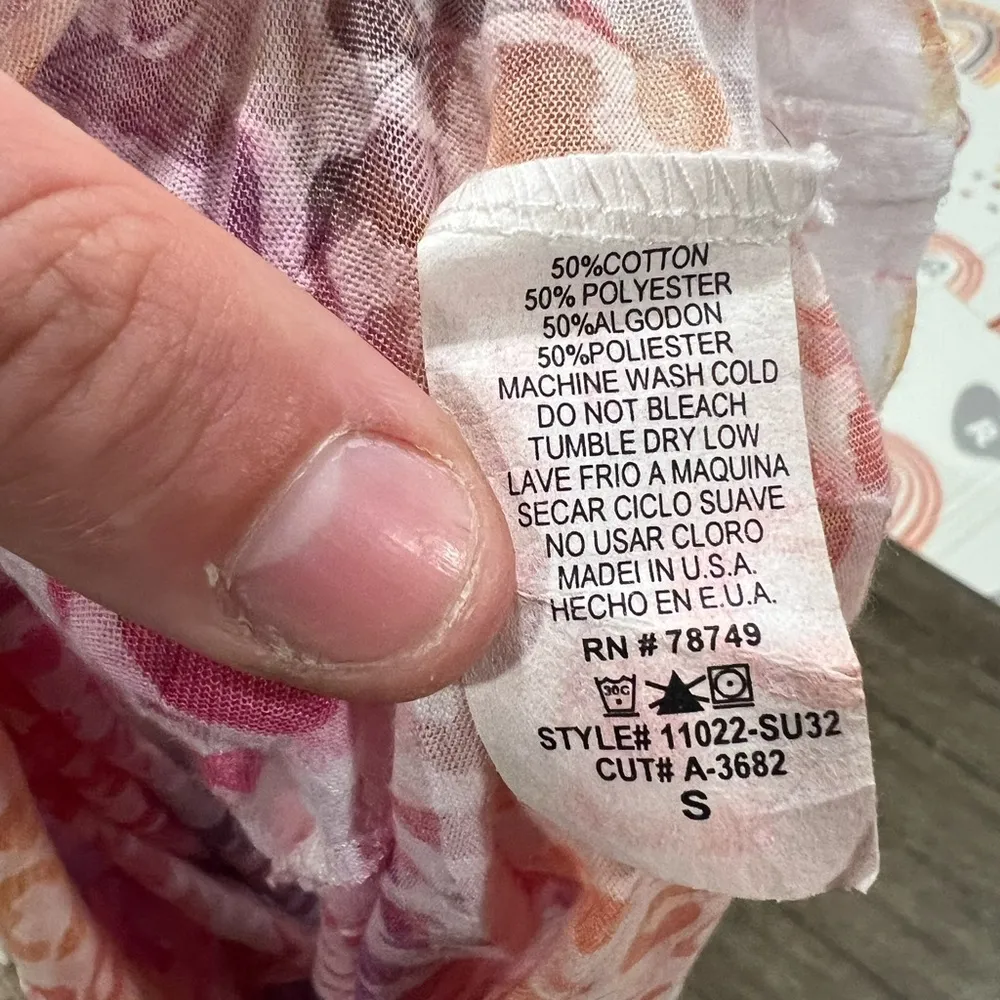 50%COTTON
50% POLYESTER
50%ALGODON
50%POLIESTER
MACHINE WASH COLD
DO NOT BLEACH
TUMBLE DRY LOW
LAVE FRIO A MAQUINA
SECAR CICLO SUAVE
NO USAR CLORO
MADEI IN U.S.A.
HECHO EN E.U.A.
RN # 78749
30C
STYLE# 11022-SU32
CUT# A-3682
S